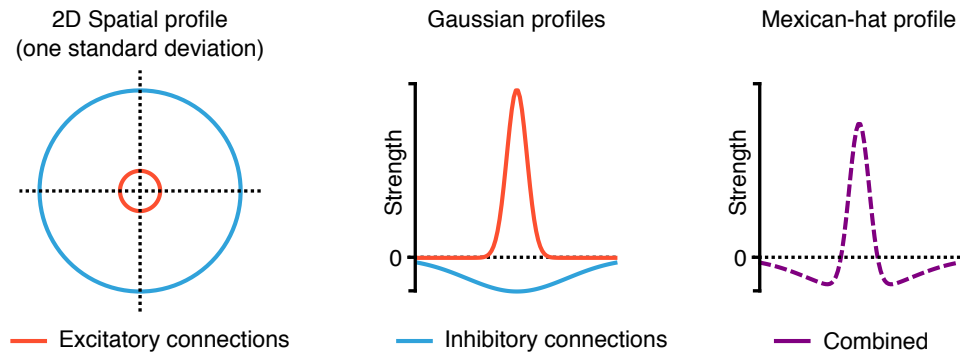 2D Spatial profile
(one standard deviation)
Gaussian profiles
Mexican-hat profile
Strength
0
Strength
0
Excitatory connections
Inhibitory connections
Combined